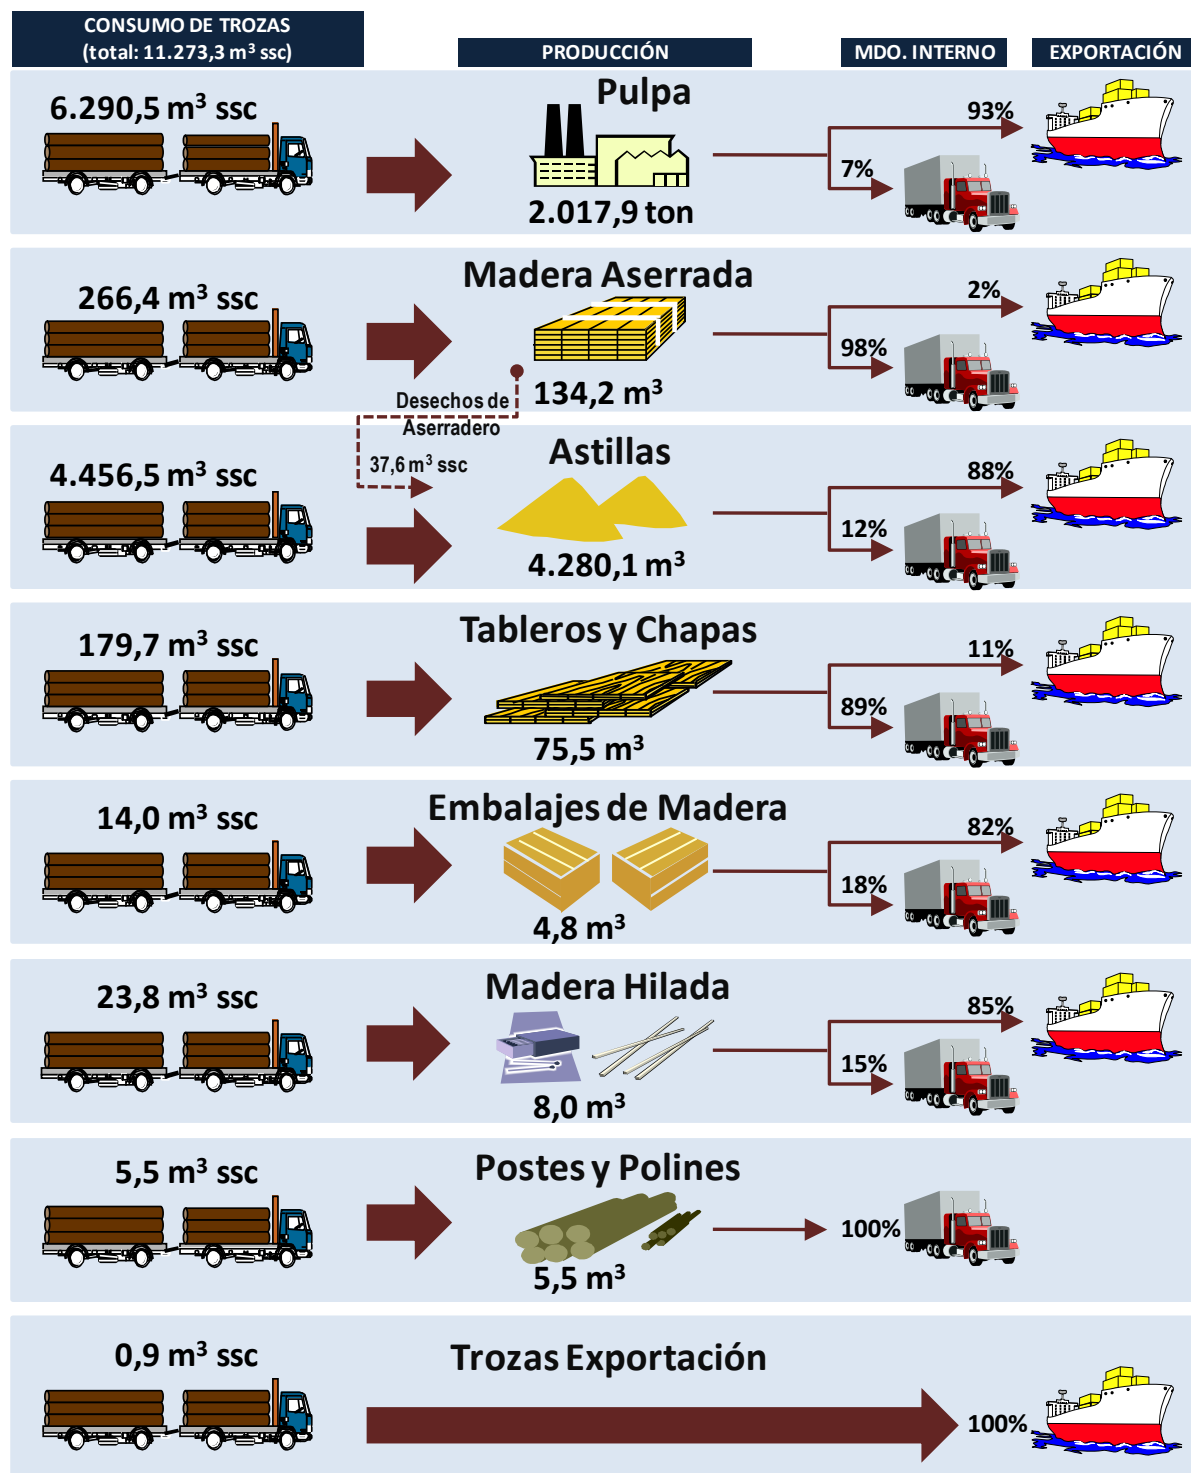 CONSUMO DE TROZAS
(total: 11.273,3 m³ ssc)
PRODUCCIÓN
MDO. INTERNO
EXPORTACIÓN
6.290,5 m³ ssc
Pulpa
2.017,9 ton
93%
7%
266,4 m³ ssc
Madera Aserrada
134,2 m³
2%
98%
Desechos de
Aserradero
37,6 m³ ssc
4.456,5 m³ ssc
Astillas
4.280,1 m³
88%
12%
179,7 m³ ssc
Tableros y Chapas
75,5 m³
11%
89%
14,0 m³ ssc
Embalajes de Madera
4,8 m³
82%
18%
23,8 m³ ssc
Madera Hilada
8,0 m³
85%
15%
5,5 m³ ssc
Postes y Polines
5,5 m³
100%
0,9 m³ ssc
Trozas Exportación
100%